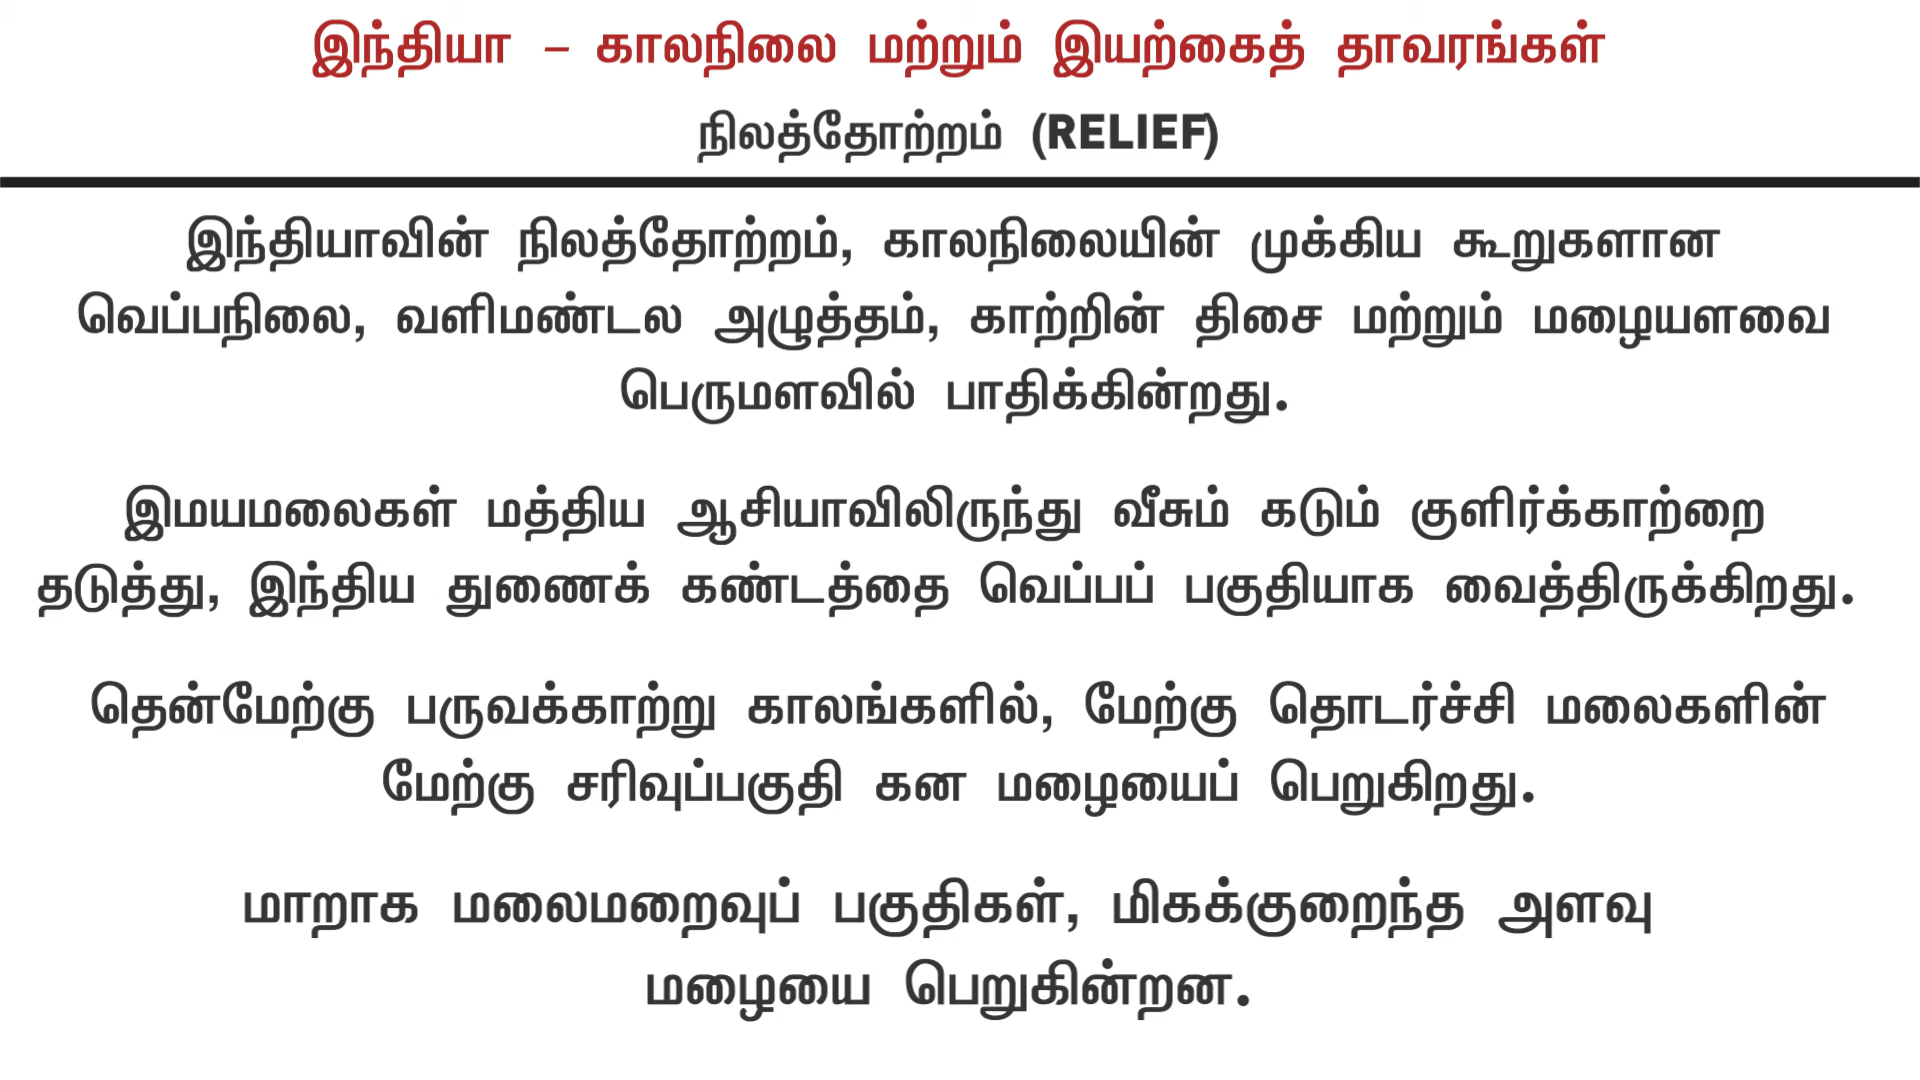 இந்தியா – காலநிலை மற்றும் இயற்கைத் தாவரங்கள்
நிலத்தோற்றம் (RELIEF)
இந்தியாவின் நிலத்தோற்றம், காலநிலையின் முக்கிய கூறுகளான
வெப்பநிலை, வளிமண்டல அழுத்தம், காற்றின் திசை மற்றும் மழையளவை
பெருமளவில் பாதிக்கின்றது.
இமயமலைகள் மத்திய ஆசியாவிலிருந்து வீசும் கடும் குளிர்க்காற்றை
தடுத்து, இந்திய துணைக் கண்டத்தை வெப்பப் பகுதியாக வைத்திருக்கிறது.
தென்மேற்கு பருவக்காற்று காலங்களில், மேற்கு தொடர்ச்சி மலைகளின்
மேற்கு சரிவுப்பகுதி கன மழையைப் பெறுகிறது.
மாறாக மலைமறைவுப் பகுதிகள், மிகக்குறைந்த அளவு
மழையை பெறுகின்றன.